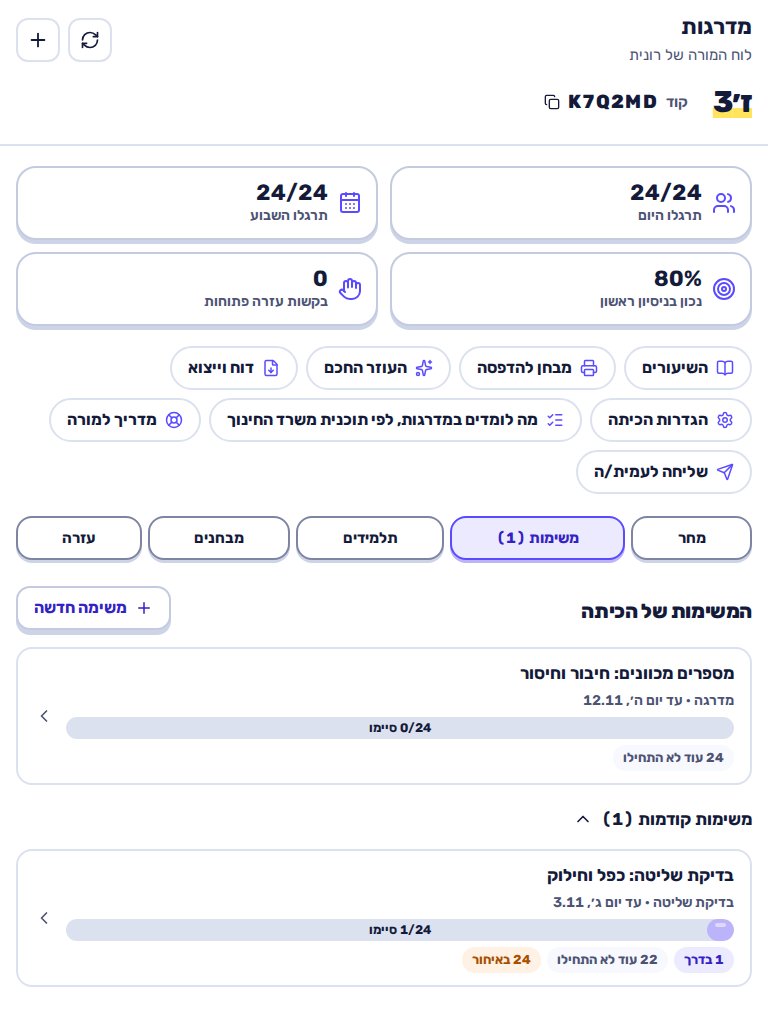 מדרגות
לוח המורה של רונית
ז׳3 קוד K7Q2MD
24/24
תרגלו היום
24/24
תרגלו השבוע
80%
נכון בניסיון ראשון
0
בקשות עזרה פתוחות
השיעורים
מבחן להדפסה
העוזר החכם
דוח וייצוא
הגדרות הכיתה
מה לומדים במדרגות, לפי תוכנית משרד החינוך
מדריך למורה
שליחה לעמית/ה
מחר
משימות (1)
תלמידים
מבחנים
עזרה
המשימות של הכיתה
משימה חדשה
מספרים מכוונים: חיבור וחיסור
מדרגה • עד יום ה׳, 12.11
0/24 סיימו
24 עוד לא התחילו
משימות קודמות (1)
בדיקת שליטה: כפל וחילוק
בדיקת שליטה • עד יום ג׳, 3.11
1/24 סיימו
1 בדרך
22 עוד לא התחילו
24 באיחור